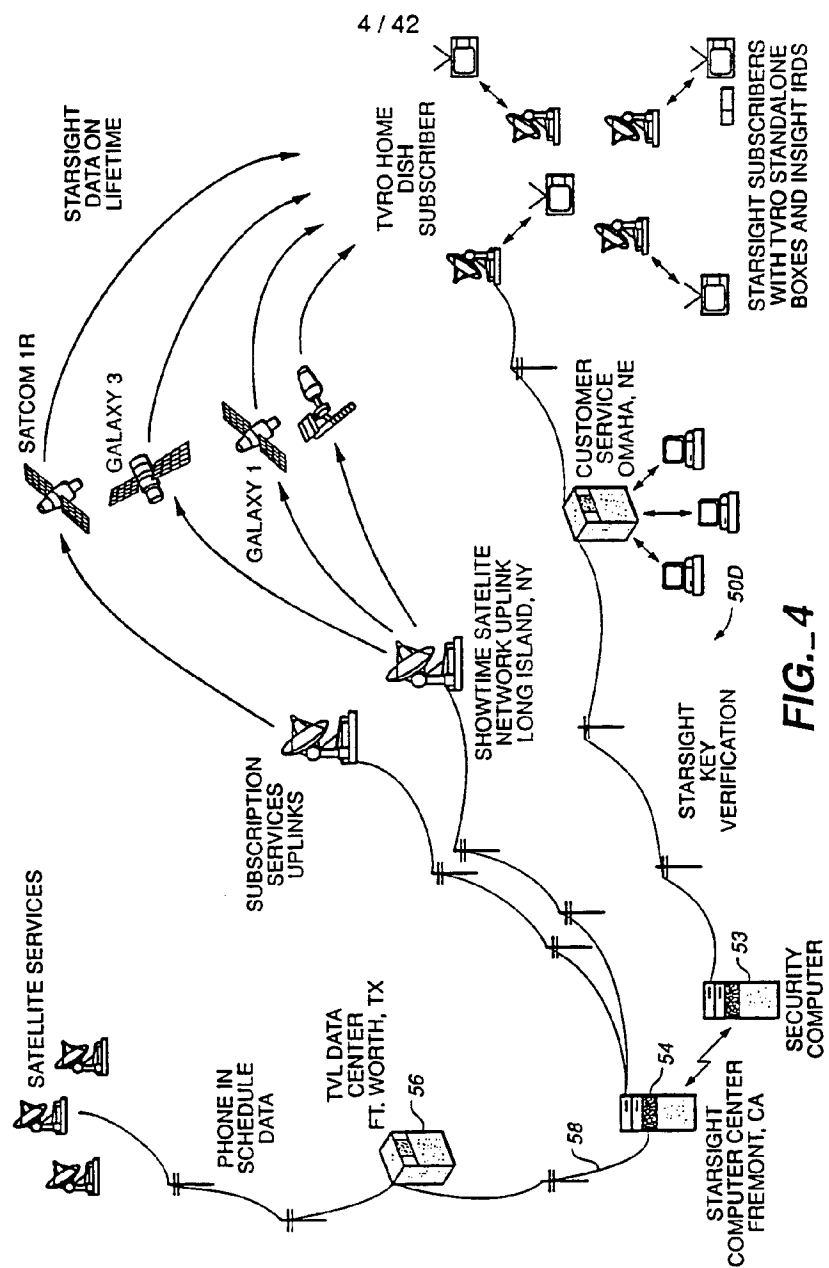 4 / 42
SATELLITE SERVICES
PHONE IN
SCHEDULE
DATA
TVL DATA
CENTER
FT. WORTH, TX
56
58
54
STARSIGHT
COMPUTER CENTER
FREMONT, CA
53
SECURITY
COMPUTER
SUBSCRIPTION
SERVICES
UPLINKS
SHOWTIME SATELITE
NETWORK UPLINK
LONG ISLAND, NY
STARSIGHT
KEY
VERIFICATION
SATCOM 1R
GALAXY 3
GALAXY 1
STARSIGHT
DATA ON
LIFETIME
TVRO HOME
DISH
SUBSCRIBER
CUSTOMER
SERVICE
OMAHA, NE
50D
STARSIGHT SUBSCRIBERS
WITH TVRO STANDALONE
BOXES AND INSIGHT IRDS
FIG._4